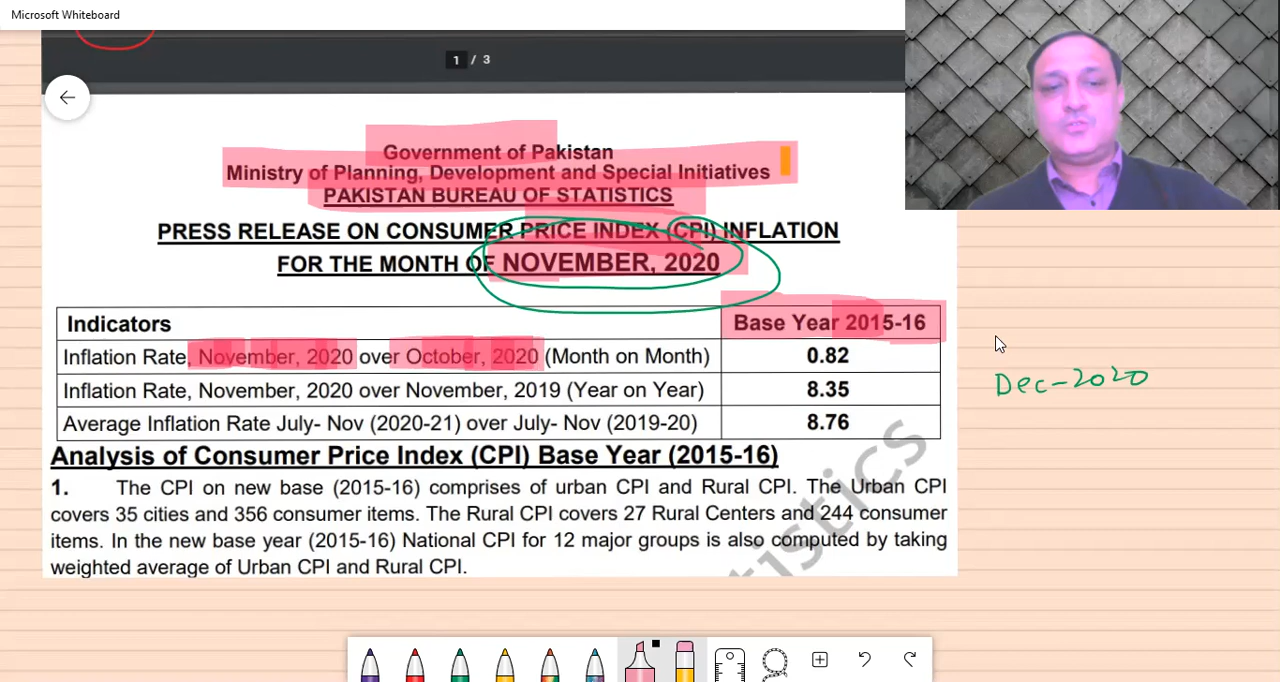 Microsoft Whiteboard
1 / 3
Government of Pakistan
Ministry of Planning, Development and Special Initiatives
PAKISTAN BUREAU OF STATISTICS
PRESS RELEASE ON CONSUMER PRICE INDEX (CPI) INFLATION
FOR THE MONTH OF NOVEMBER, 2020
Indicators Base Year 2015-16
Inflation Rate, November, 2020 over October, 2020 (Month on Month) 0.82
Inflation Rate, November, 2020 over November, 2019 (Year on Year) 8.35
Average Inflation Rate July- Nov (2020-21) over July- Nov (2019-20) 8.76
Dec-2020
Analysis of Consumer Price Index (CPI) Base Year (2015-16)
1. The CPI on new base (2015-16) comprises of urban CPI and Rural CPI. The Urban CPI
covers 35 cities and 356 consumer items. The Rural CPI covers 27 Rural Centers and 244 consumer
items. In the new base year (2015-16) National CPI for 12 major groups is also computed by taking
weighted average of Urban CPI and Rural CPI.